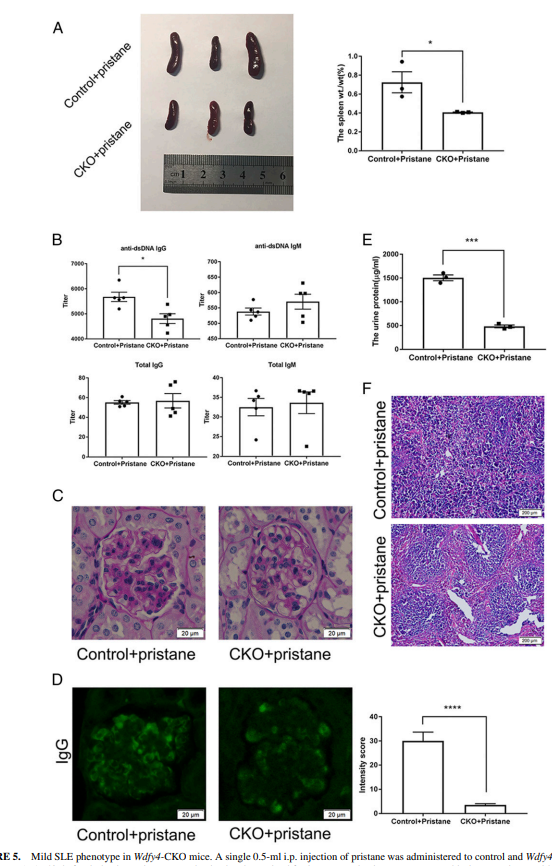 A
Control+pristane
CKO+pristane
cm 1 2 3 4 5 6
The spleen wt./wt(%)
1.0
0.8
0.6
0.4
0.2
0.0
*
Control+Pristane CKO+Pristane
B
anti-dsDNA IgG
Titer
7000
6000
5000
4000
*
Control+Pristane CKO+Pristane
anti-dsDNA IgM
Titer
700
650
600
550
500
450
Control+Pristane CKO+Pristane
Total IgG
Titer
80
60
40
20
0
Control+Pristane CKO+Pristane
Total IgM
Titer
40
35
30
25
20
Control+Pristane CKO+Pristane
E
The urine protein(μg/ml)
2000
1500
1000
500
0
***
Control+Pristane CKO+Pristane
C
20 μm
20 μm
Control+pristane
CKO+pristane
F
Control+pristane
200 μm
CKO+pristane
200 μm
D
IgG
20 μm
20 μm
Control+pristane
CKO+pristane
Intensity score
40
30
20
10
0
****
Control+Pristane CKO+Pristane
RE 5. Mild SLE phenotype in Wdfy4-CKO mice. A single 0.5-ml i.p. injection of pristane was administered to control and Wdfy4